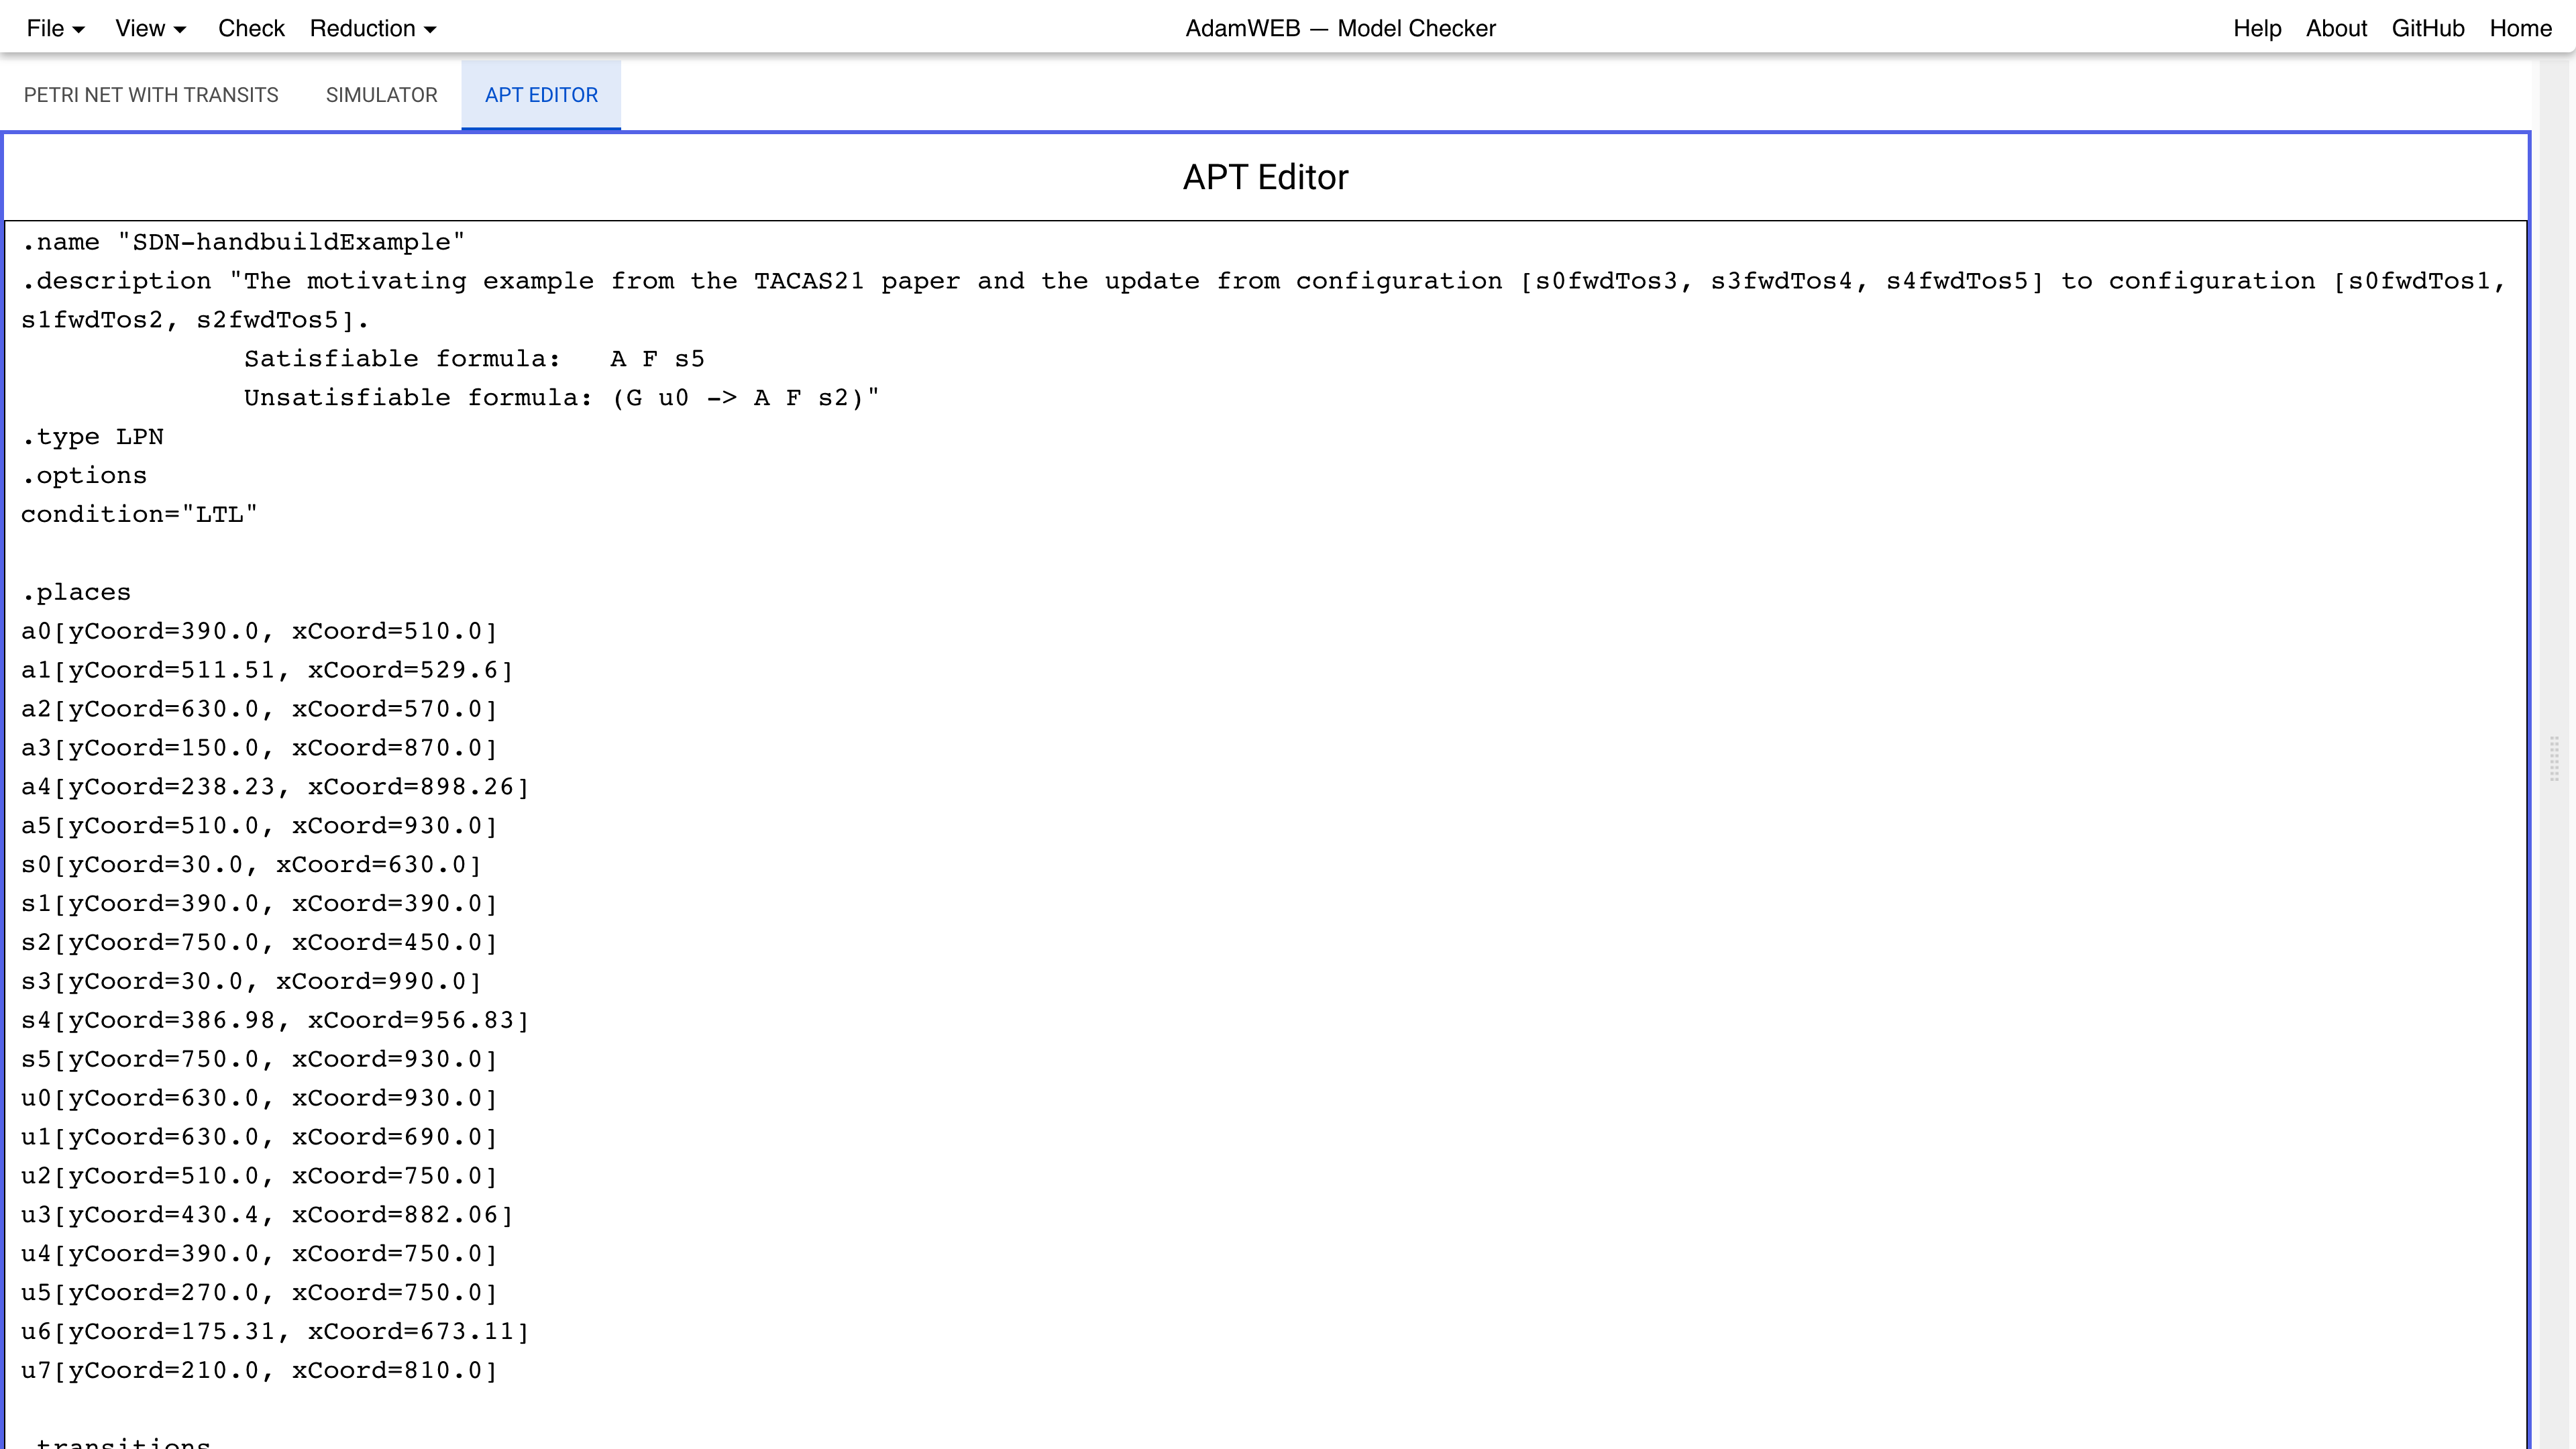 File View Check Reduction AdamWEB — Model Checker Help About GitHub Home
PETRI NET WITH TRANSITS SIMULATOR APT EDITOR
APT Editor
.name "SDN-handbuildExample"
.description "The motivating example from the TACAS21 paper and the update from configuration [s0fwdTos3, s3fwdTos4, s4fwdTos5] to configuration [s0fwdTos1,
s1fwdTos2, s2fwdTos5].
Satisfiable formula: A F s5
Unsatisfiable formula: (G u0 -> A F s2)"
.type LPN
.options
condition="LTL"
.places
a0[yCoord=390.0, xCoord=510.0]
a1[yCoord=511.51, xCoord=529.6]
a2[yCoord=630.0, xCoord=570.0]
a3[yCoord=150.0, xCoord=870.0]
a4[yCoord=238.23, xCoord=898.26]
a5[yCoord=510.0, xCoord=930.0]
s0[yCoord=30.0, xCoord=630.0]
s1[yCoord=390.0, xCoord=390.0]
s2[yCoord=750.0, xCoord=450.0]
s3[yCoord=30.0, xCoord=990.0]
s4[yCoord=386.98, xCoord=956.83]
s5[yCoord=750.0, xCoord=930.0]
u0[yCoord=630.0, xCoord=930.0]
u1[yCoord=630.0, xCoord=690.0]
u2[yCoord=510.0, xCoord=750.0]
u3[yCoord=430.4, xCoord=882.06]
u4[yCoord=390.0, xCoord=750.0]
u5[yCoord=270.0, xCoord=750.0]
u6[yCoord=175.31, xCoord=673.11]
u7[yCoord=210.0, xCoord=810.0]
.transitions